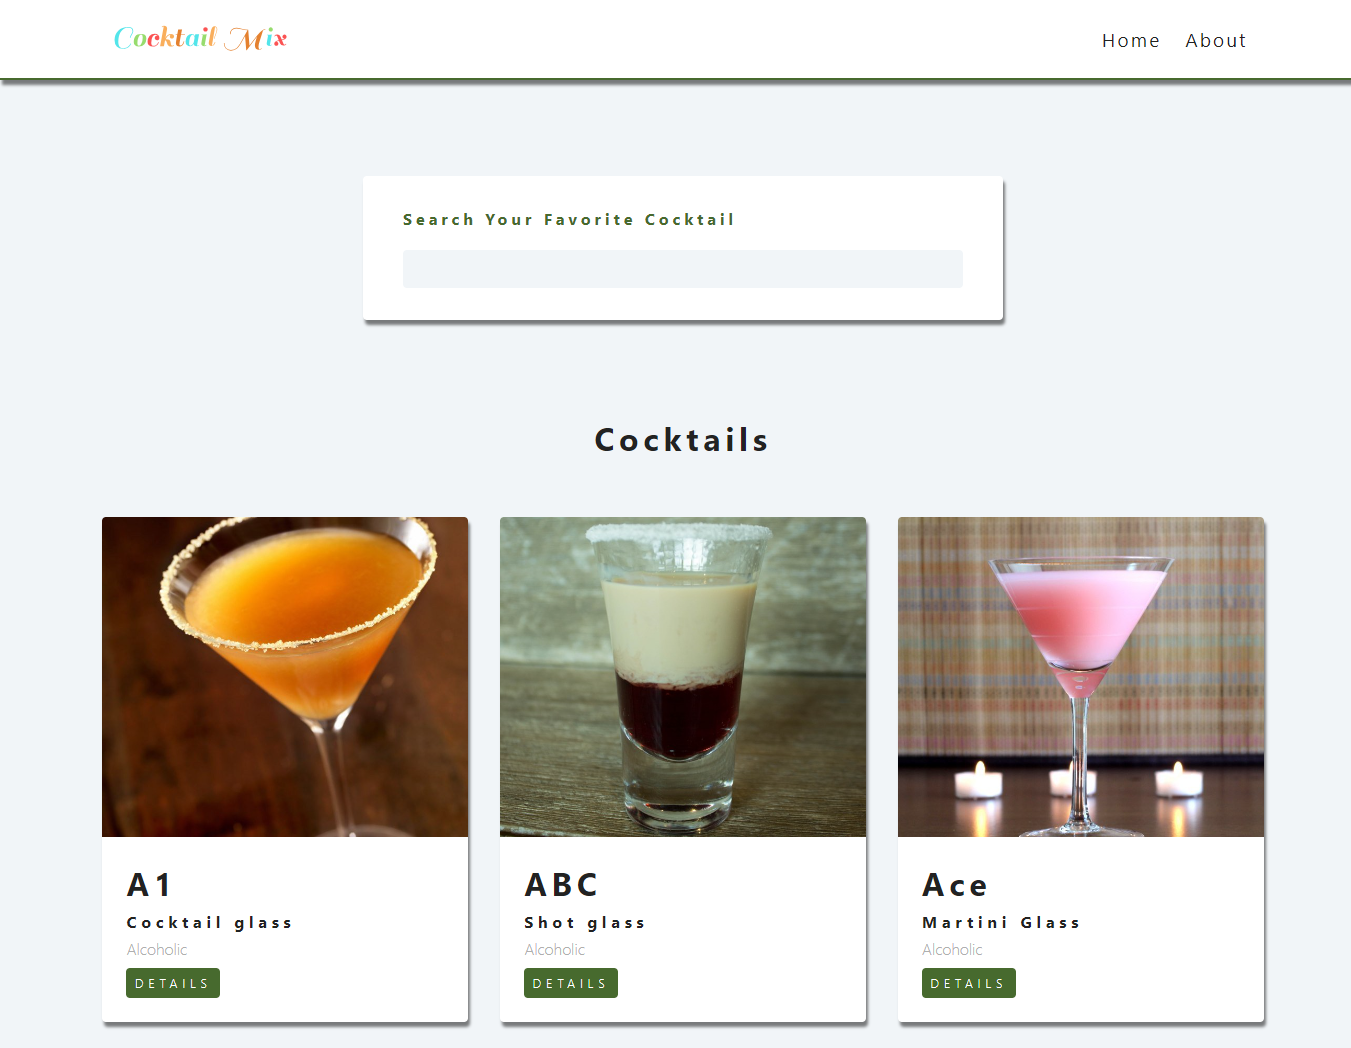 Cocktail Mix
Home About
Search Your Favorite Cocktail
Cocktails
A1
Cocktail glass
Alcoholic
DETAILS
ABC
Shot glass
Alcoholic
DETAILS
Ace
Martini Glass
Alcoholic
DETAILS